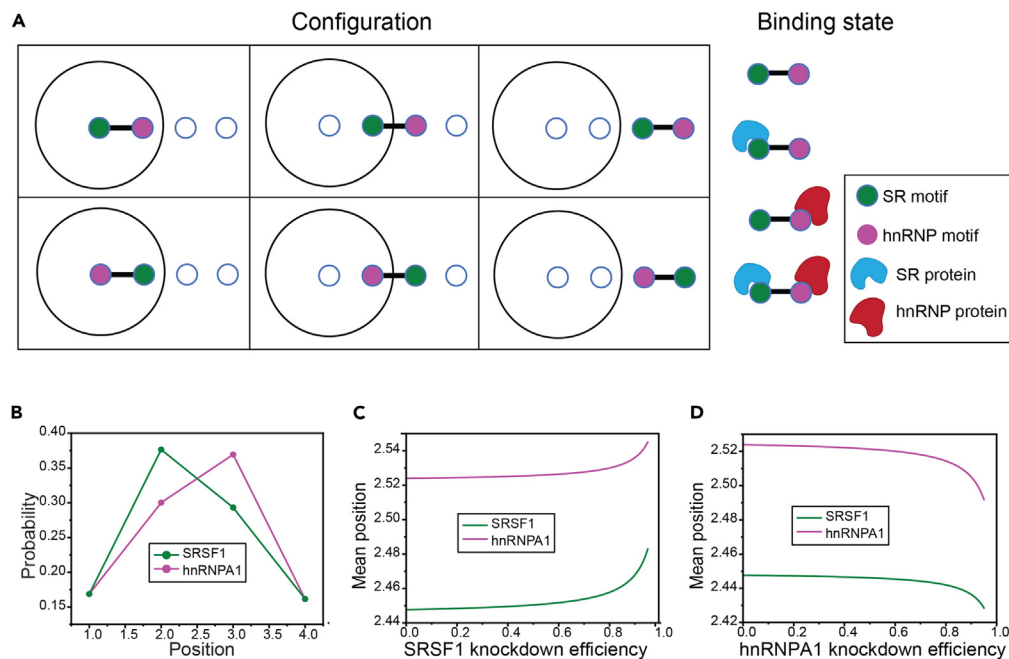 A
Configuration
Binding state
SR motif
hnRNP motif
SR protein
hnRNP protein
B
Probability
0.40
0.35
0.30
0.25
0.20
0.15
SRSF1
hnRNPA1
1.0 1.5 2.0 2.5 3.0 3.5 4.0
Position
C
Mean position
2.54
2.52
2.50
2.48
2.46
2.44
SRSF1
hnRNPA1
0.0 0.2 0.4 0.6 0.8 1.0
SRSF1 knockdown efficiency
D
Mean position
2.52
2.50
2.48
2.46
2.44
2.42
SRSF1
hnRNPA1
0.0 0.2 0.4 0.6 0.8 1.0
hnRNPA1 knockdown efficiency